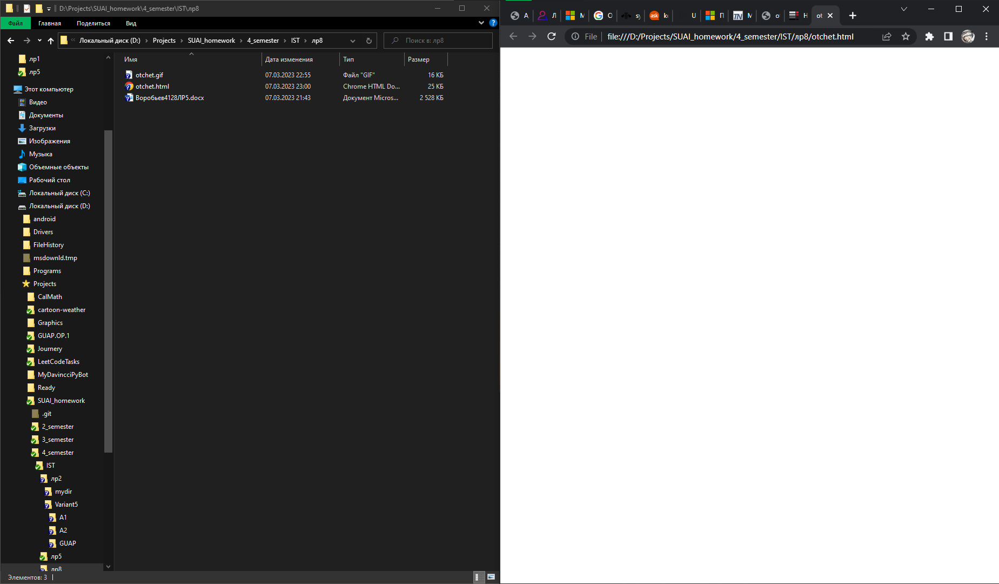 D:\Projects\SUAI_homework\4_semester\IST\лр8
Файл
Главная
Поделиться
Вид
Локальный диск (D:)
Projects
SUAI_homework
4_semester
IST
лр8
Поиск в: лр8
лр1
лр5
Этот компьютер
Видео
Документы
Загрузки
Изображения
Музыка
Объемные объекты
Рабочий стол
Локальный диск (C:)
Локальный диск (D:)
android
Drivers
FileHistory
msdownld.tmp
Programs
Projects
CalMath
cartoon-weather
Graphics
GUAP.OP.1
Journery
LeetCodeTasks
MyDavincciPyBot
Ready
SUAI_homework
.git
2_semester
3_semester
4_semester
IST
лр2
mydir
Variant5
A1
A2
GUAP
лр5
лр8
Имя Дата изменения Тип Размер
otchet.gif 07.03.2023 22:55 Файл "GIF" 16 КБ
otchet.html 07.03.2023 23:00 Chrome HTML Do... 25 КБ
Воробьев4128ЛР5.docx 07.03.2023 21:43 Документ Micros... 2 528 КБ
Элементов: 3
ask
TN
ot
File
file:///D:/Projects/SUAI_homework/4_semester/IST/лр8/otchet.html